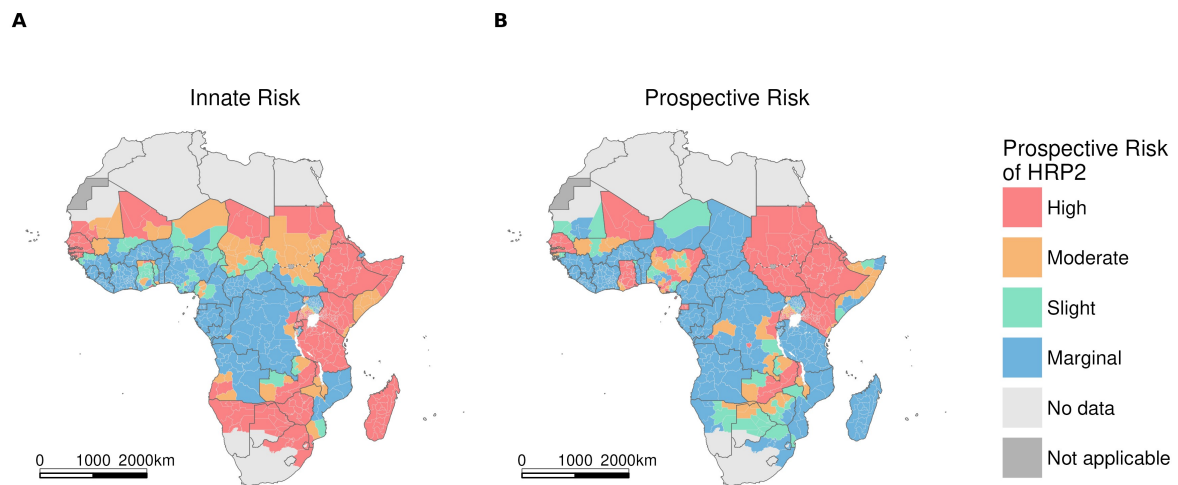 A
B
Innate Risk
Prospective Risk
Prospective Risk
of HRP2
High
Moderate
Slight
Marginal
No data
Not applicable
0 1000 2000km
0 1000 2000km